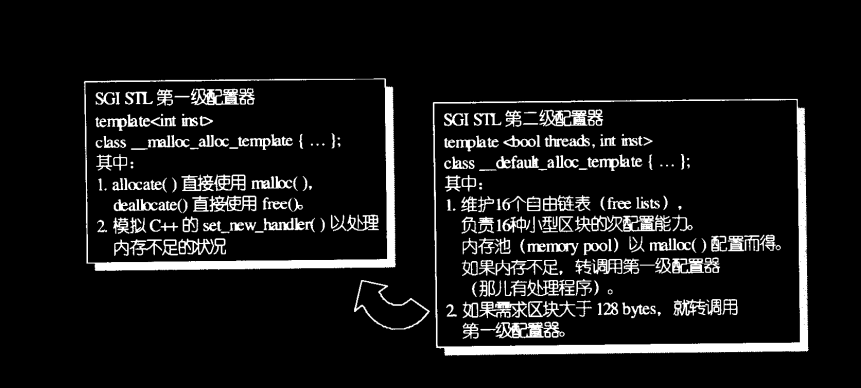 SGI STL 第一级配置器
template<int inst>
class __malloc_alloc_template { … };
其中：
1. allocate( ) 直接使用 malloc( )，
deallocate() 直接使用 free()。
2. 模拟 C++ 的 set_new_handler( ) 以处理
内存不足的状况
SGI STL 第二级配置器
template <bool threads, int inst>
class __default_alloc_template { … };
其中：
1. 维护16个自由链表（free lists），
负责16种小型区块的次配置能力。
内存池（memory pool）以 malloc( ) 配置而得。
如果内存不足，转调用第一级配置器
（那儿有处理程序）。
2. 如果需求区块大于 128 bytes，就转调用
第一级配置器。